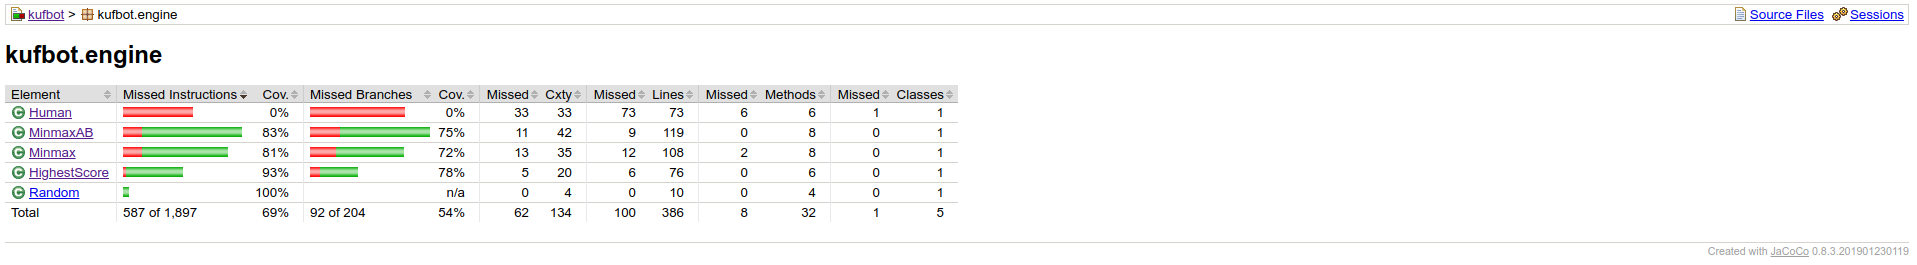 kufbot > kufbot.engine Source Files Sessions
kufbot.engine
Element Missed Instructions Cov. Missed Branches Cov. Missed Cxty Missed Lines Missed Methods Missed Classes
Human 0% 0% 33 33 73 73 6 6 1 1
MinmaxAB 83% 75% 11 42 9 119 0 8 0 1
Minmax 81% 72% 13 35 12 108 2 8 0 1
HighestScore 93% 78% 5 20 6 76 0 6 0 1
Random 100% n/a 0 4 0 10 0 4 0 1
Total 587 of 1,897 69% 92 of 204 54% 62 134 100 386 8 32 1 5
Created with JaCoCo 0.8.3.201901230119